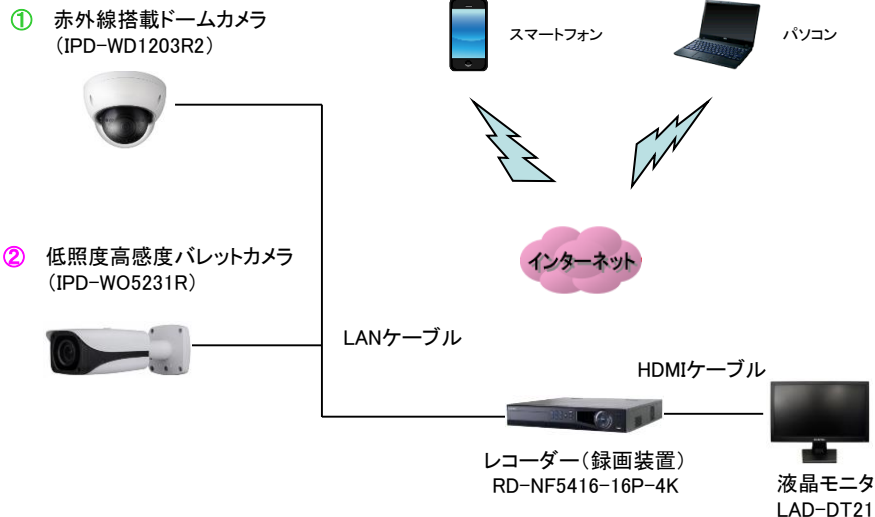 ① 赤外線搭載ドームカメラ
（IPD-WD1203R2）
スマートフォン
パソコン
インターネット
② 低照度高感度バレットカメラ
（IPD-WO5231R）
LANケーブル
HDMIケーブル
レコーダー（録画装置）
RD-NF5416-16P-4K
液晶モニタ
LAD-DT21